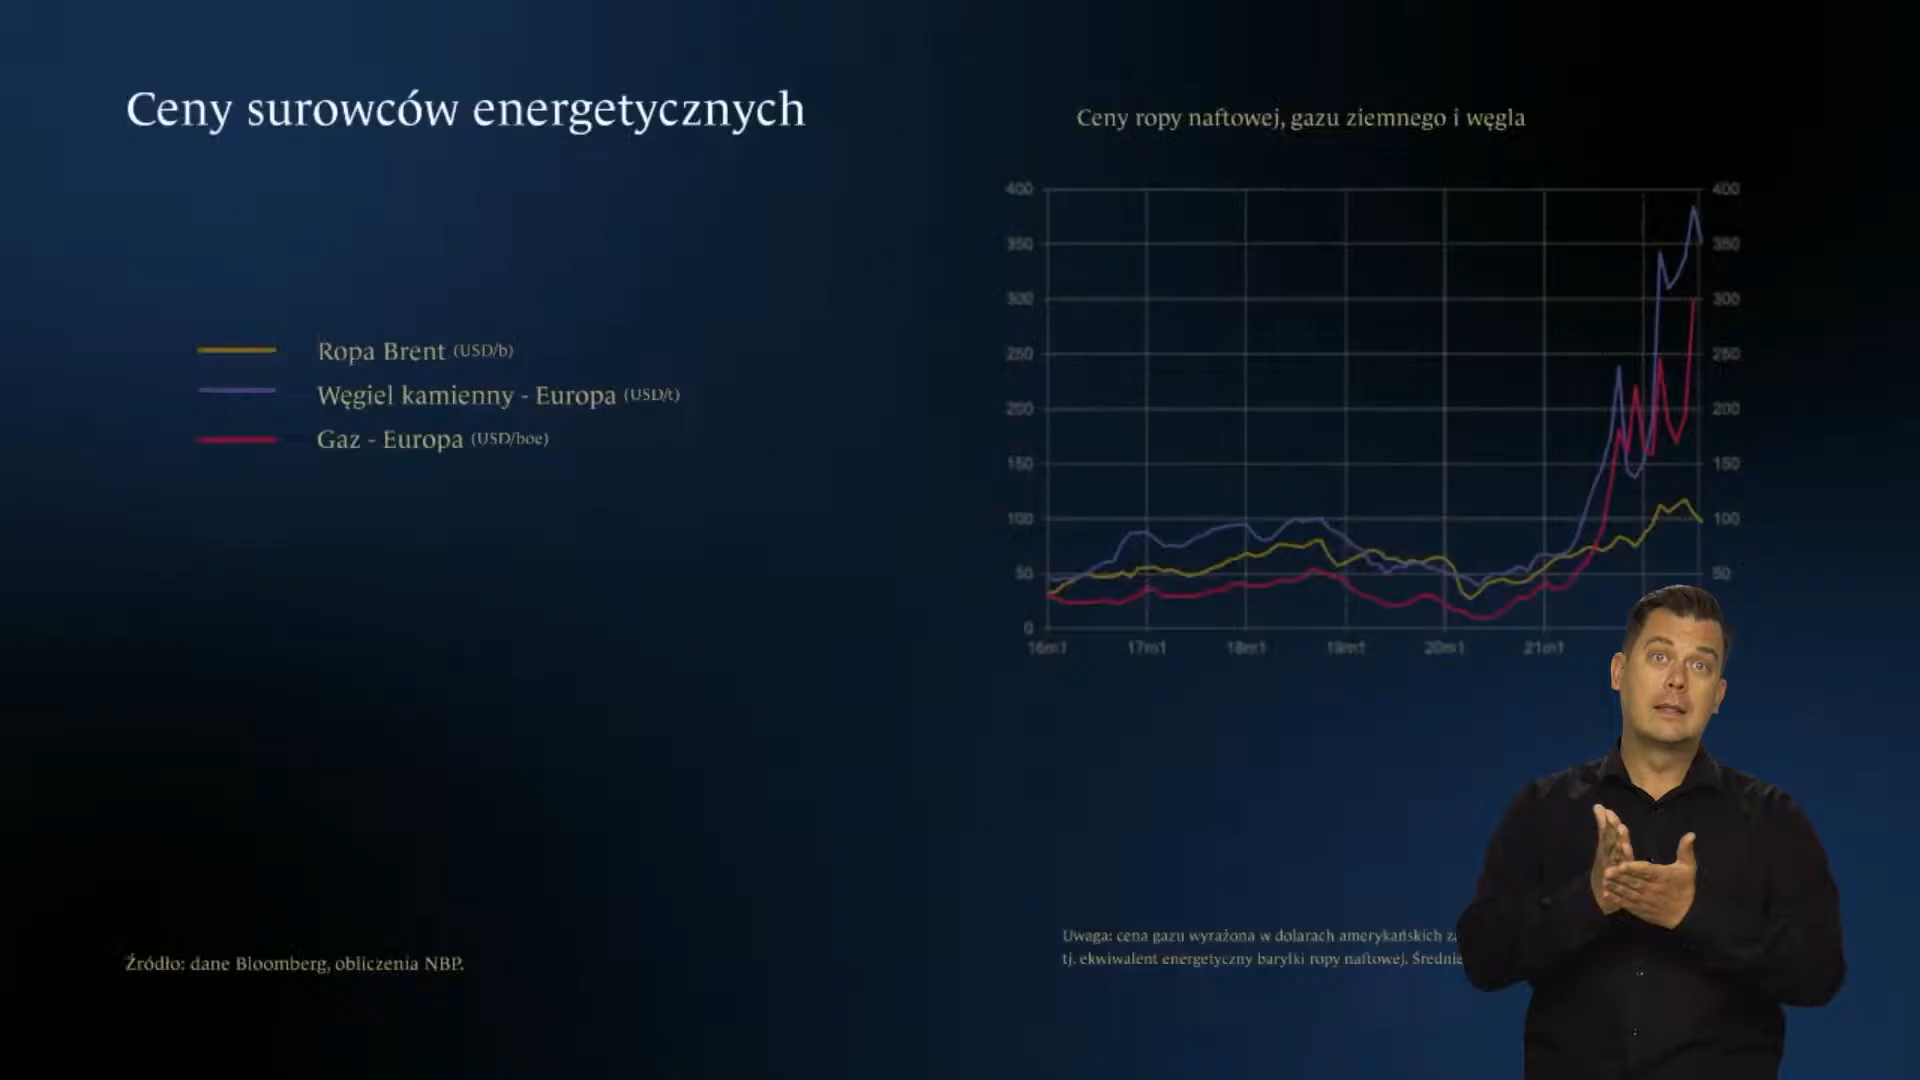 Ceny surowców energetycznych
Ceny ropy naftowej, gazu ziemnego i węgla
Ropa Brent (USD/b)
Węgiel kamienny - Europa (USD/t)
Gaz - Europa (USD/boe)
400 400
350 350
300 300
250 250
200 200
150 150
100 100
50 50
0
16m1 17m1 18m1 19m1 20m1 21m1
Uwaga: cena gazu wyrażona w dolarach amerykańskich
tj. ekwiwalent energetyczny baryłki ropy naftowej. Średnie
Źródło: dane Bloomberg, obliczenia NBP.